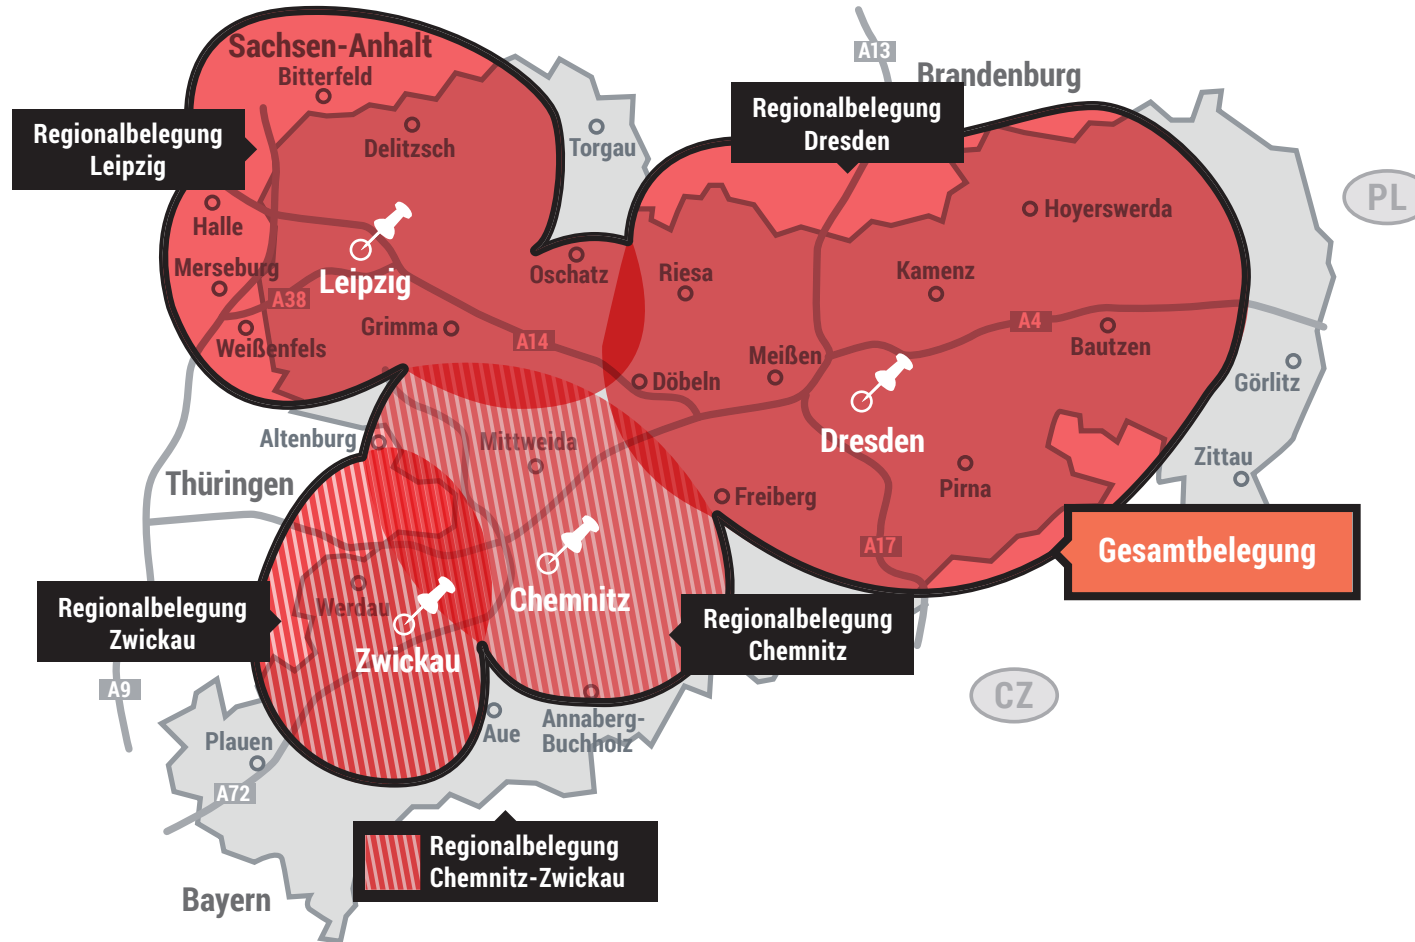 A13
Sachsen-Anhalt
Bitterfeld
Brandenburg
Regionalbelegung
Dresden
Regionalbelegung
Leipzig
Delitzsch
Torgau
PL
Halle
Hoyerswerda
Merseburg
Leipzig
Oschatz
Riesa
Kamenz
A38
Grimma
A14
A4
Weißenfels
Meißen
Bautzen
Döbeln
Görlitz
Altenburg
Mittweida
Dresden
Zittau
Thüringen
Pirna
Freiberg
A17
Gesamtbelegung
Werdau
Chemnitz
Regionalbelegung
Zwickau
Regionalbelegung
Chemnitz
Zwickau
A9
CZ
Plauen
Aue
Annaberg-
Buchholz
A72
Regionalbelegung
Chemnitz-Zwickau
Bayern